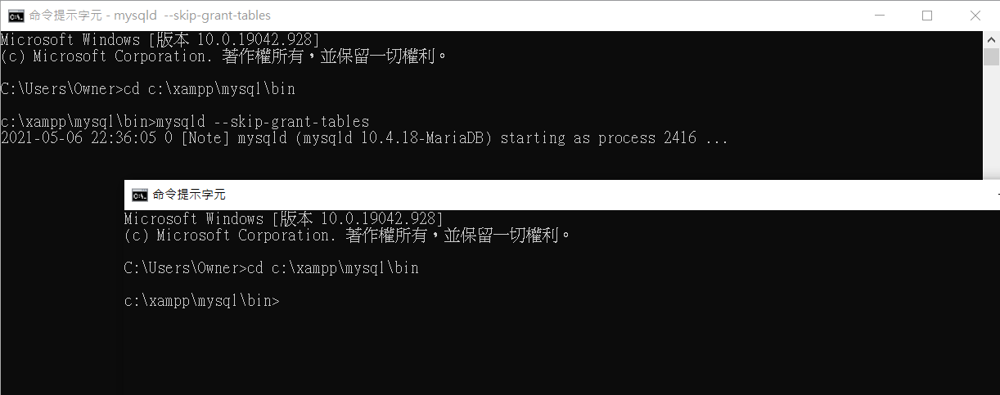 命令提示字元 - mysqld  --skip-grant-tables
Microsoft Windows [版本 10.0.19042.928]
(c) Microsoft Corporation. 著作權所有，並保留一切權利。
C:\Users\Owner>cd c:\xampp\mysql\bin
c:\xampp\mysql\bin>mysqld --skip-grant-tables
2021-05-06 22:36:05 0 [Note] mysqld (mysqld 10.4.18-MariaDB) starting as process 2416 ...
命令提示字元
Microsoft Windows [版本 10.0.19042.928]
(c) Microsoft Corporation. 著作權所有，並保留一切權利。
C:\Users\Owner>cd c:\xampp\mysql\bin
c:\xampp\mysql\bin>